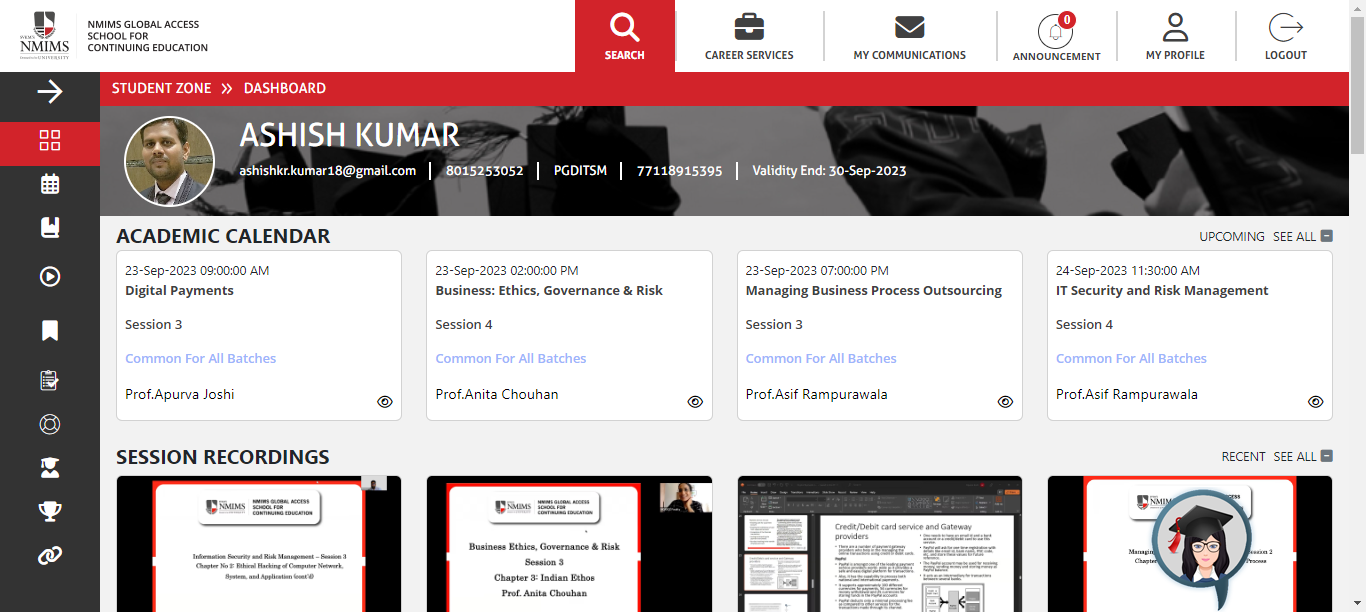 SVKM'S
NMIMS
UNIVERSITY
NMIMS GLOBAL ACCESS
SCHOOL FOR
CONTINUING EDUCATION
SEARCH
CAREER SERVICES
MY COMMUNICATIONS
0
ANNOUNCEMENT
MY PROFILE
LOGOUT
STUDENT ZONE » DASHBOARD
ASHISH KUMAR
ashishkr.kumar18@gmail.com | 8015253052 | PGDITSM | 77118915395 | Validity End: 30-Sep-2023
ACADEMIC CALENDAR
UPCOMING SEE ALL
23-Sep-2023 09:00:00 AM
Digital Payments
Session 3
Common For All Batches
Prof.Apurva Joshi
23-Sep-2023 02:00:00 PM
Business: Ethics, Governance & Risk
Session 4
Common For All Batches
Prof.Anita Chouhan
23-Sep-2023 07:00:00 PM
Managing Business Process Outsourcing
Session 3
Common For All Batches
Prof.Asif Rampurawala
24-Sep-2023 11:30:00 AM
IT Security and Risk Management
Session 4
Common For All Batches
Prof.Asif Rampurawala
SESSION RECORDINGS
RECENT SEE ALL
NMIMS
NMIMS GLOBAL ACCESS
SCHOOL FOR
CONTINUING EDUCATION
Information Security and Risk Management – Session 3
Chapter No 2: Ethical Hacking of Computer Network,
System, and Application (cont'd)
NMIMS
NMIMS GLOBAL ACCESS
SCHOOL FOR
CONTINUING EDUCATION
Business Ethics, Governance & Risk
Session 3
Chapter 3: Indian Ethos
Prof. Anita Chouhan
Credit/Debit card service and Gateway
providers
NMIMS